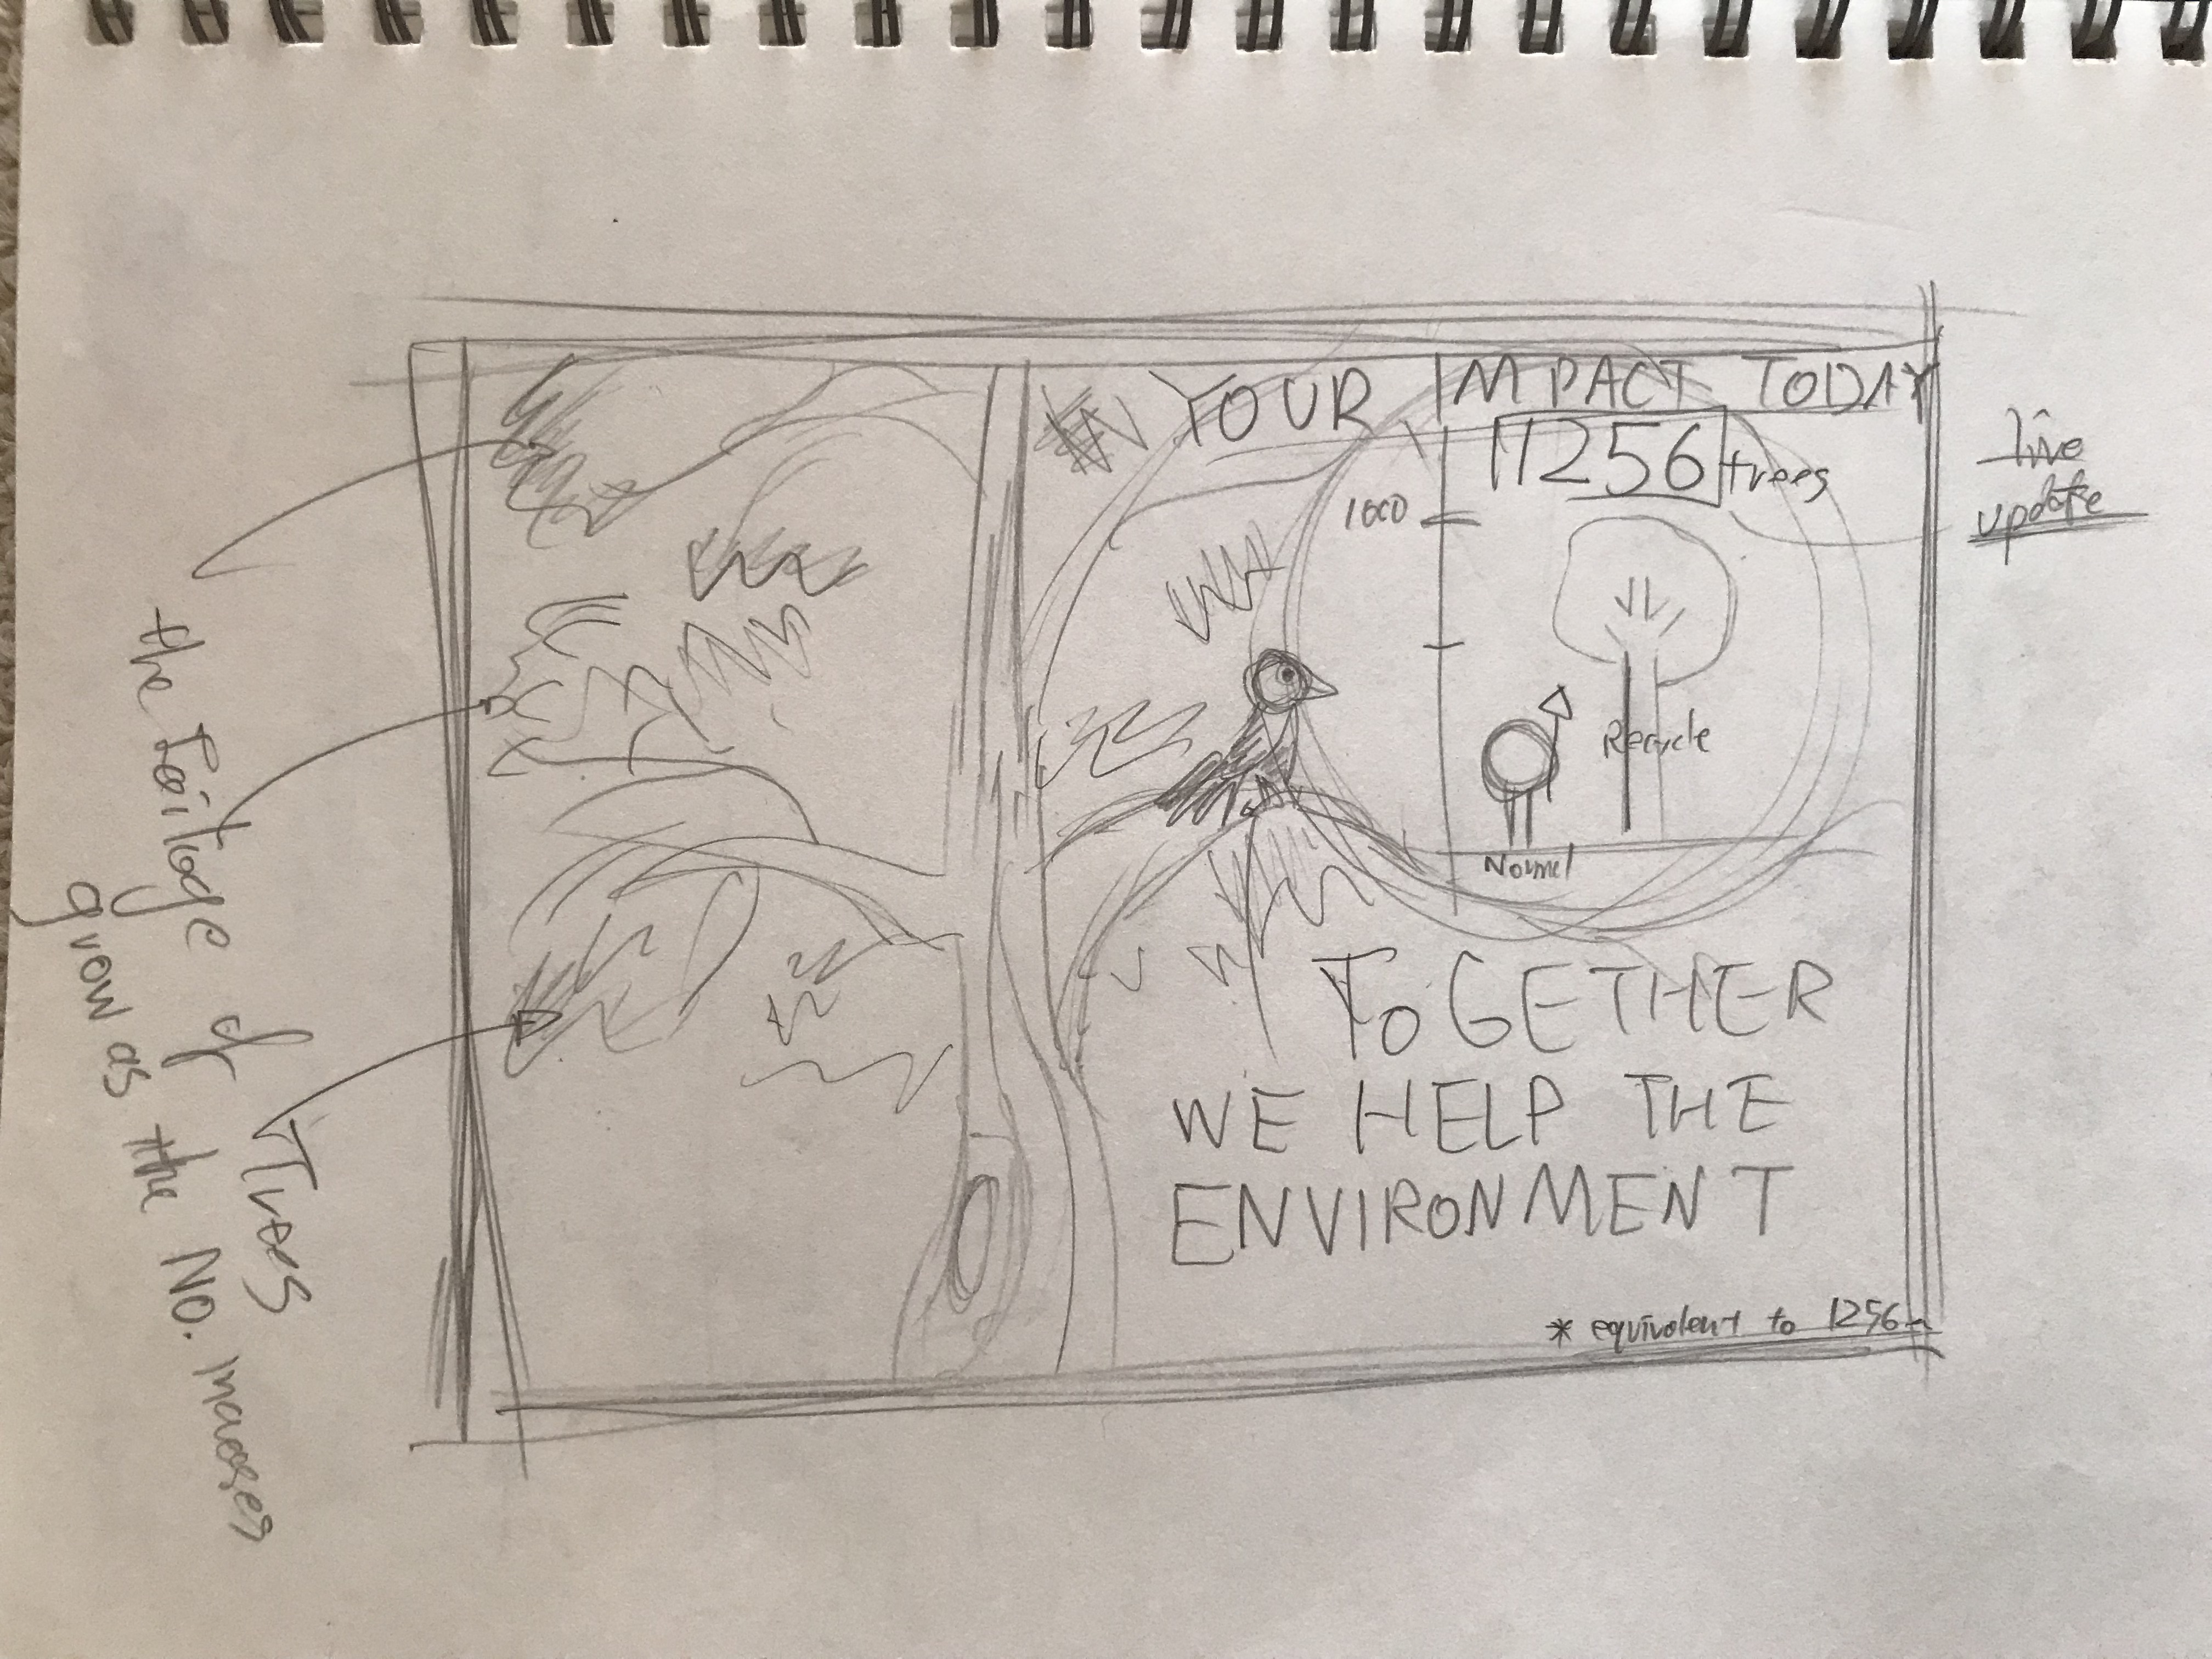 YOUR IMPACT TODAY
1256 trees
live
update
1000
Recycle
Normal
TOGETHER
WE HELP THE
ENVIRONMENT
* equivalent to 1256
the Foilage of Trees
grow as the NO. increases